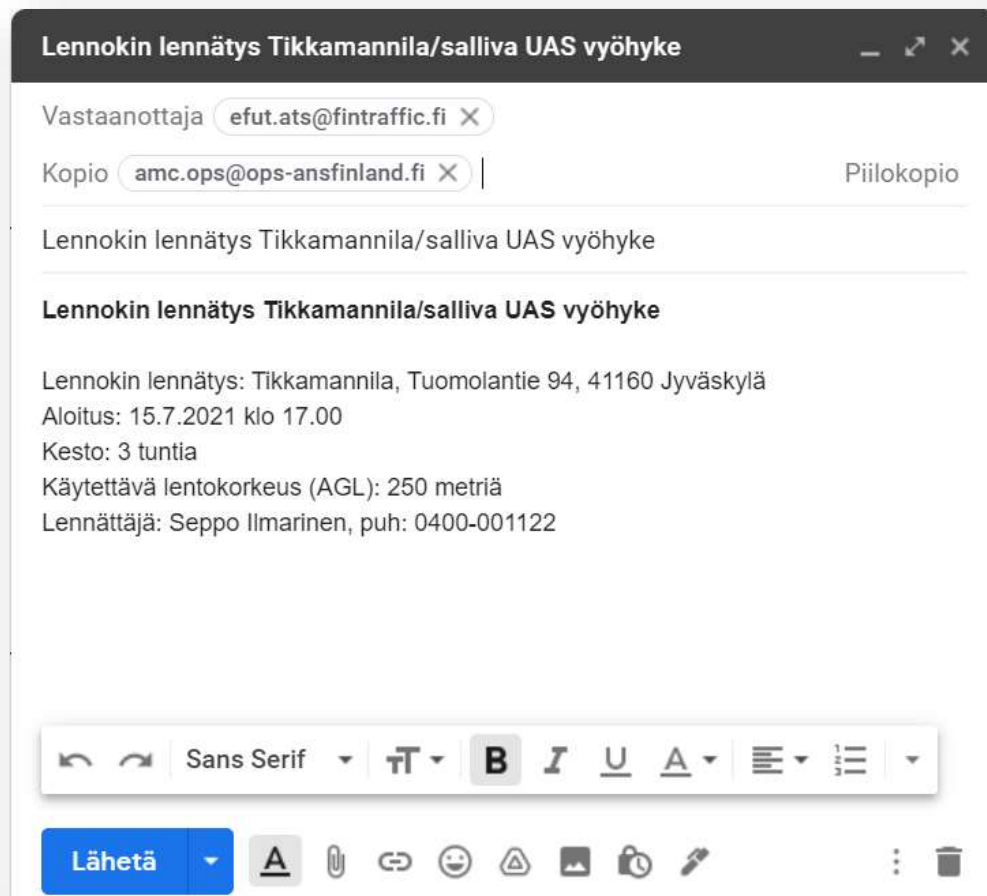 Lennokin lennätys Tikkamannila/salliva UAS vyöhyke
Vastaanottaja efut.ats@fintraffic.fi
Kopio amc.ops@ops-ansfinland.fi Piilokopio
Lennokin lennätys Tikkamannila/salliva UAS vyöhyke
Lennokin lennätys Tikkamannila/salliva UAS vyöhyke
Lennokin lennätys: Tikkamannila, Tuomolantie 94, 41160 Jyväskylä
Aloitus: 15.7.2021 klo 17.00
Kesto: 3 tuntia
Käytettävä lentokorkeus (AGL): 250 metriä
Lennättäjä: Seppo Ilmarinen, puh: 0400-001122
Sans Serif B I U A
Lähetä A